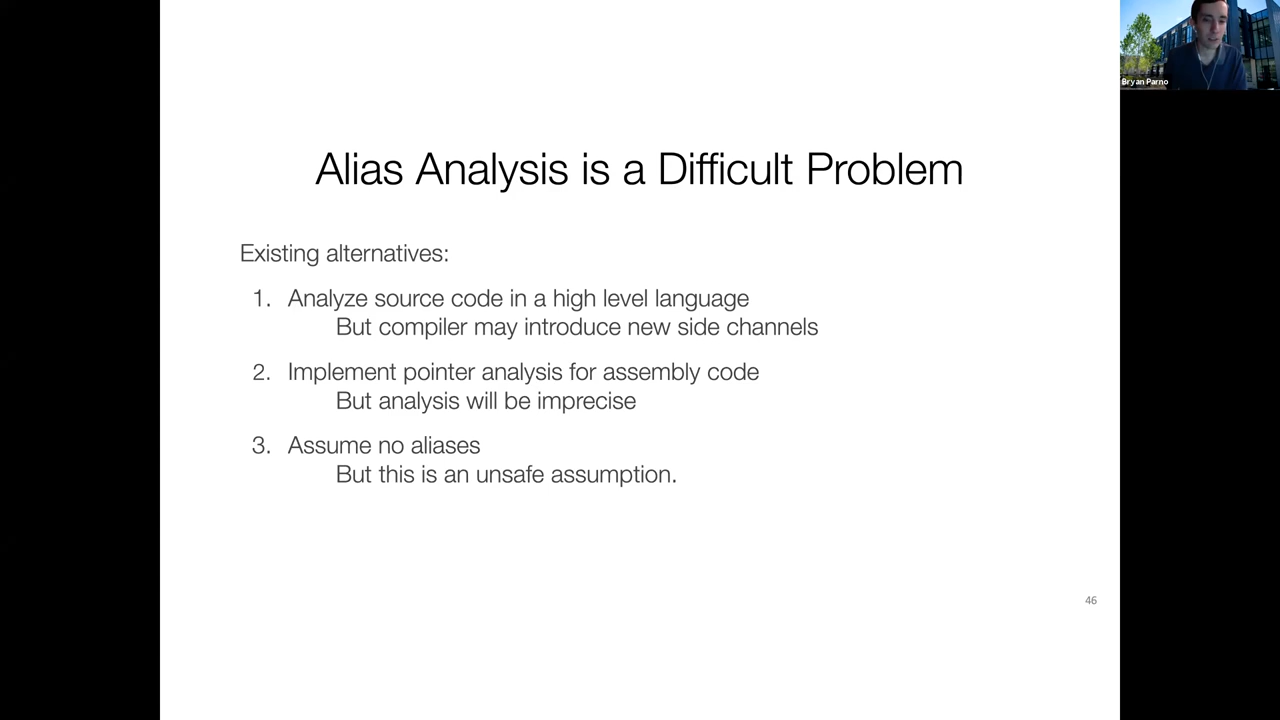 Bryan Parno
Alias Analysis is a Difficult Problem
Existing alternatives:
1. Analyze source code in a high level language
But compiler may introduce new side channels
2. Implement pointer analysis for assembly code
But analysis will be imprecise
3. Assume no aliases
But this is an unsafe assumption.
46